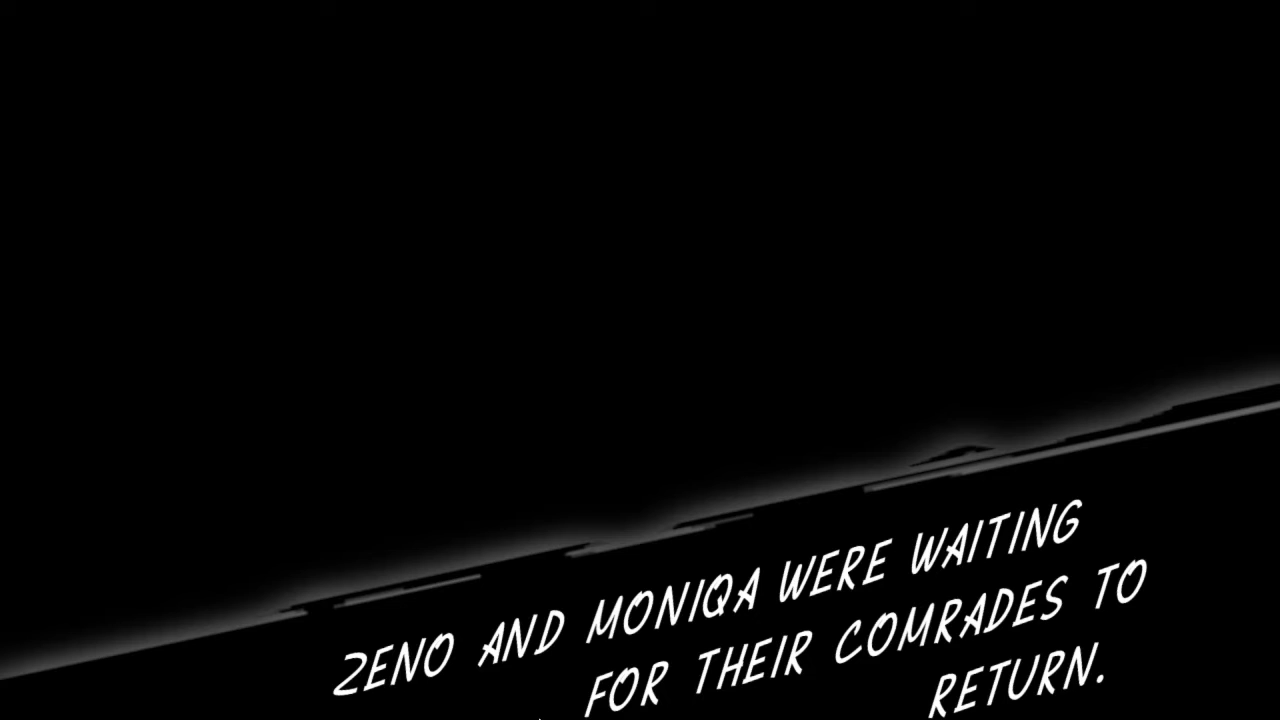 ZENO AND MONIQA WERE WAITING
FOR THEIR COMRADES TO
RETURN.